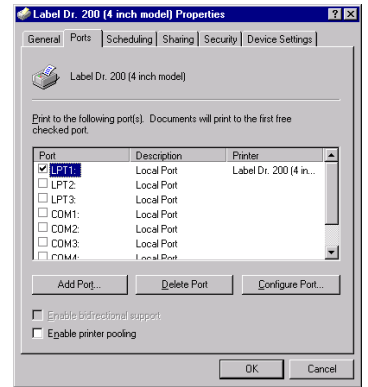 Label Dr. 200 (4 inch model) Properties ? ×
General Ports Scheduling Sharing Security Device Settings
Label Dr. 200 (4 inch model)
Print to the following port(s). Documents will print to the first free
checked port.
Port Description Printer
LPT1: Local Port Label Dr. 200 (4 in...
LPT2: Local Port
LPT3: Local Port
COM1: Local Port
COM2: Local Port
COM3: Local Port
COM4: Local Port
Add Port... Delete Port Configure Port...
Enable bidirectional support
Enable printer pooling
OK Cancel